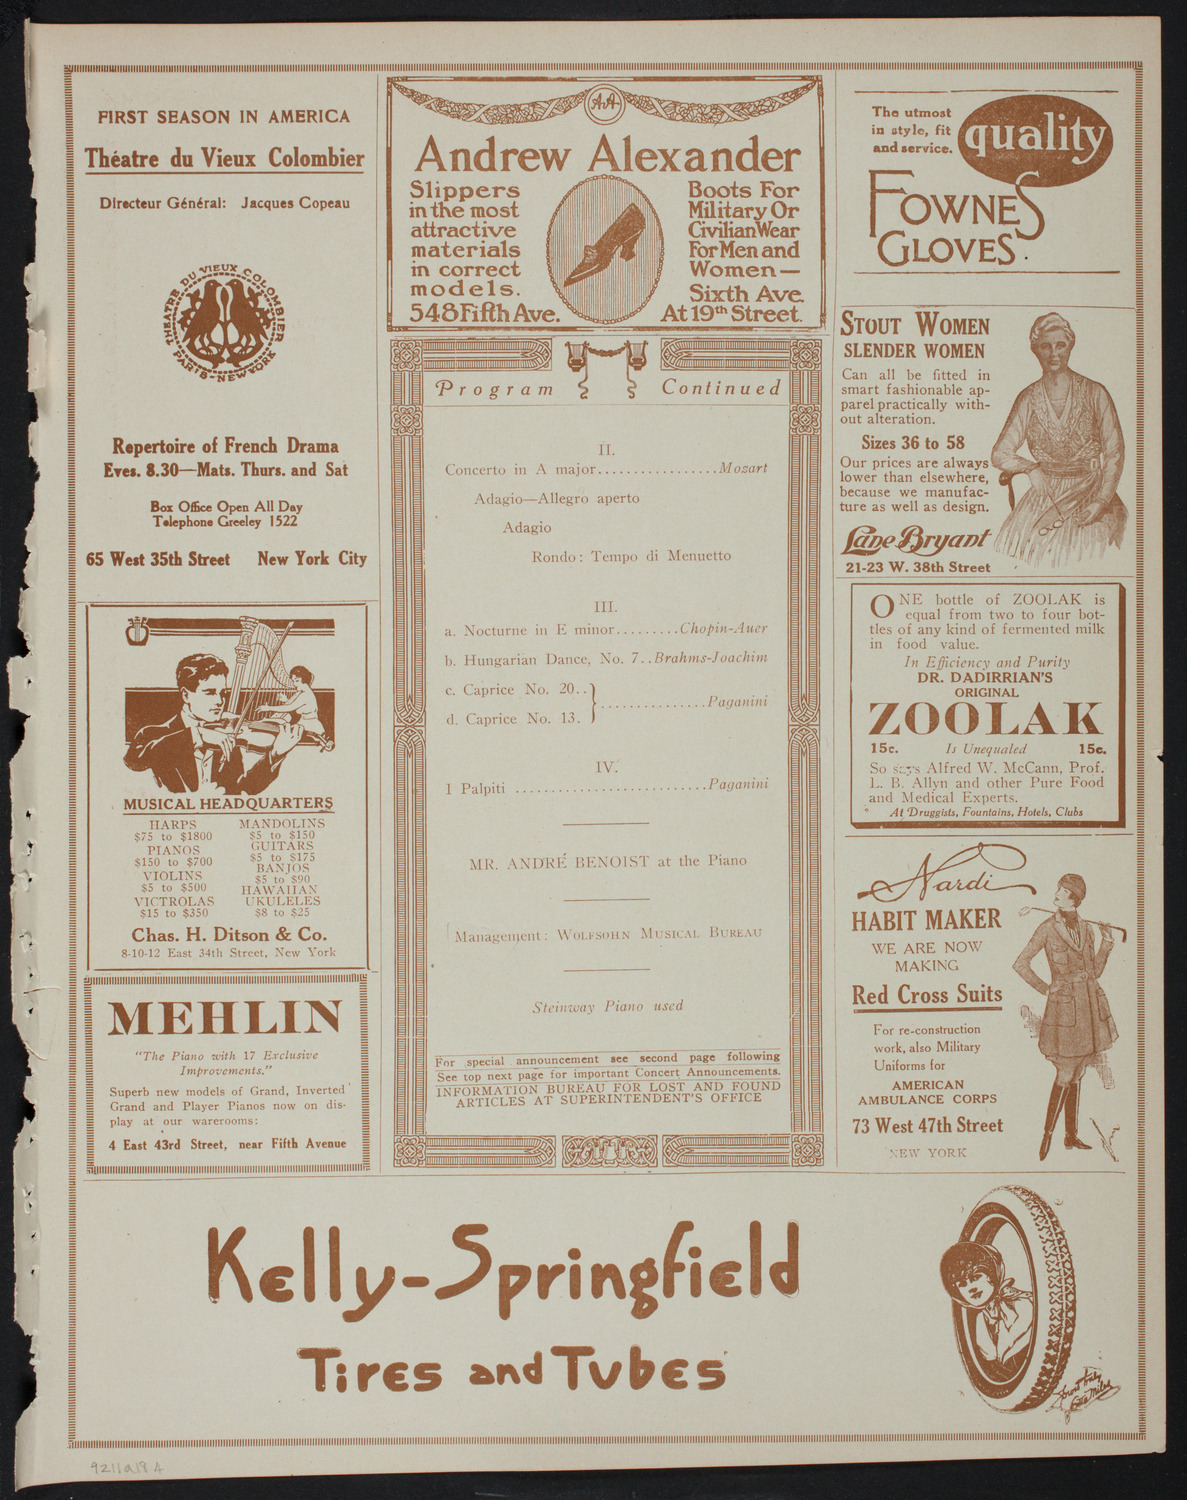 FIRST SEASON IN AMERICA
Théatre du Vieux Colombier
Directeur Général: Jacques Copeau
THEATRE DU VIEUX COLOMBIER
PARIS-NEW YORK
Repertoire of French Drama
Eves. 8.30—Mats. Thurs. and Sat
Box Office Open All Day
Telephone Greeley 1522
65 West 35th Street New York City
MUSICAL HEADQUARTERS
HARPS
$75 to $1800
PIANOS
$150 to $700
VIOLINS
$5 to $500
VICTROLAS
$15 to $350
MANDOLINS
$5 to $150
GUITARS
$5 to $175
BANJOS
$5 to $90
HAWAIIAN
UKULELES
$8 to $25
Chas. H. Ditson & Co.
8-10-12 East 34th Street, New York
MEHLIN
"The Piano with 17 Exclusive
Improvements."
Superb new models of Grand, Inverted
Grand and Player Pianos now on dis-
play at our warerooms:
4 East 43rd Street, near Fifth Avenue
AA
Andrew Alexander
Slippers
in the most
attractive
materials
in correct
models.
548 Fifth Ave.
Boots For
Military Or
Civilian Wear
For Men and
Women—
Sixth Ave.
At 19th Street.
Program Continued
II.
Concerto in A major.................Mozart
Adagio—Allegro aperto
Adagio
Rondo: Tempo di Menuetto
III.
a. Nocturne in E minor.........Chopin-Auer
b. Hungarian Dance, No. 7..Brahms-Joachim
c. Caprice No. 20..
d. Caprice No. 13.
}...............Paganini
IV.
I Palpiti ...........................Paganini
MR. ANDRÉ BENOIST at the Piano
Management: WOLFSOHN MUSICAL BUREAU
Steinway Piano used
For special announcement see second page following
See top next page for important Concert Announcements.
INFORMATION BUREAU FOR LOST AND FOUND
ARTICLES AT SUPERINTENDENT'S OFFICE
The utmost
in style, fit
and service.
quality
FOWNES
GLOVES.
STOUT WOMEN
SLENDER WOMEN
Can all be fitted in
smart fashionable ap-
parel practically with-
out alteration.
Sizes 36 to 58
Our prices are always
lower than elsewhere,
because we manufac-
ture as well as design.
Lane Bryant
21-23 W. 38th Street
ONE bottle of ZOOLAK is
equal from two to four bot-
tles of any kind of fermented milk
in food value.
In Efficiency and Purity
DR. DADIRRIAN'S
ORIGINAL
ZOOLAK
15c. Is Unequaled 15c.
So says Alfred W. McCann, Prof.
L. B. Allyn and other Pure Food
and Medical Experts.
At Druggists, Fountains, Hotels, Clubs
Nardi
HABIT MAKER
WE ARE NOW
MAKING
Red Cross Suits
For re-construction
work, also Military
Uniforms for
AMERICAN
AMBULANCE CORPS
73 West 47th Street
NEW YORK
Kelly-Springfield
Tires and Tubes